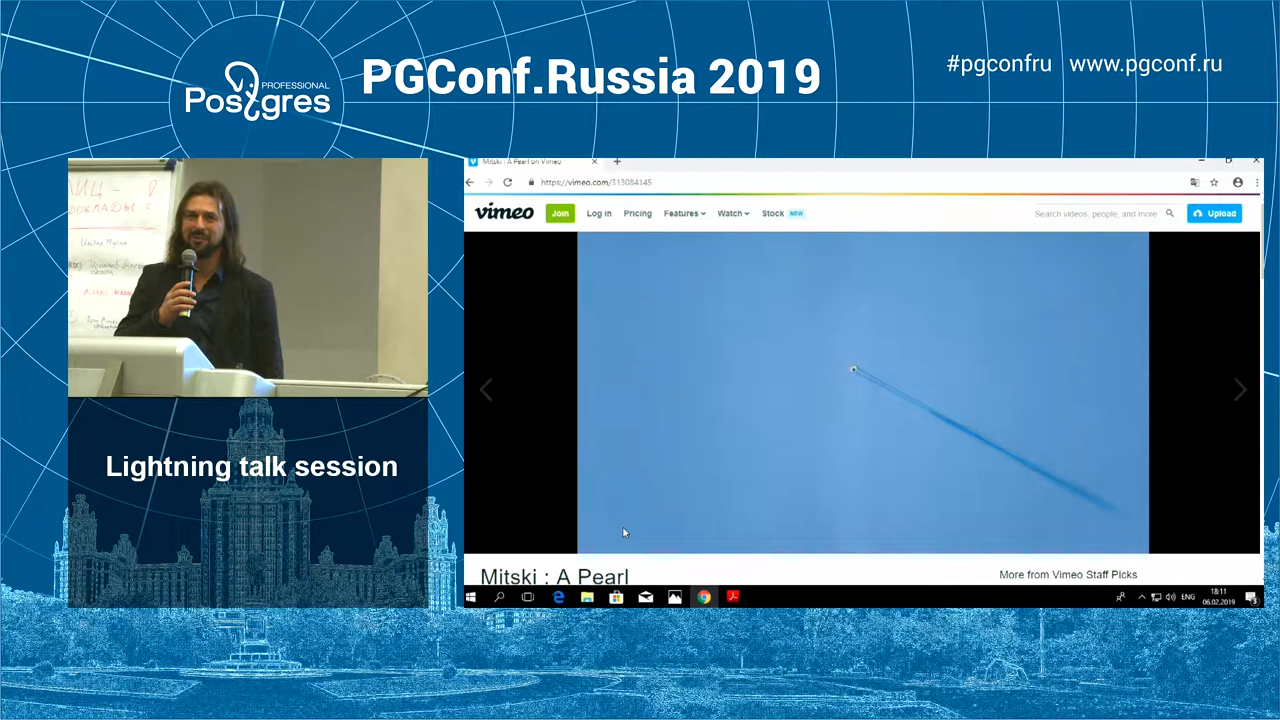 PROFESSIONAL
Postgres
PGConf.Russia 2019
#pgconfru www.pgconf.ru
ДОКЛАДЫ
Lightning talk session
Mitski : A Pearl on Vimeo
https://vimeo.com/313084145
vimeo
Join
Log in
Pricing
Features
Watch
Stock
NEW
Search videos, people, and more
Upload
Mitski : A Pearl
More from Vimeo Staff Picks
ENG
18:11
06.02.2019